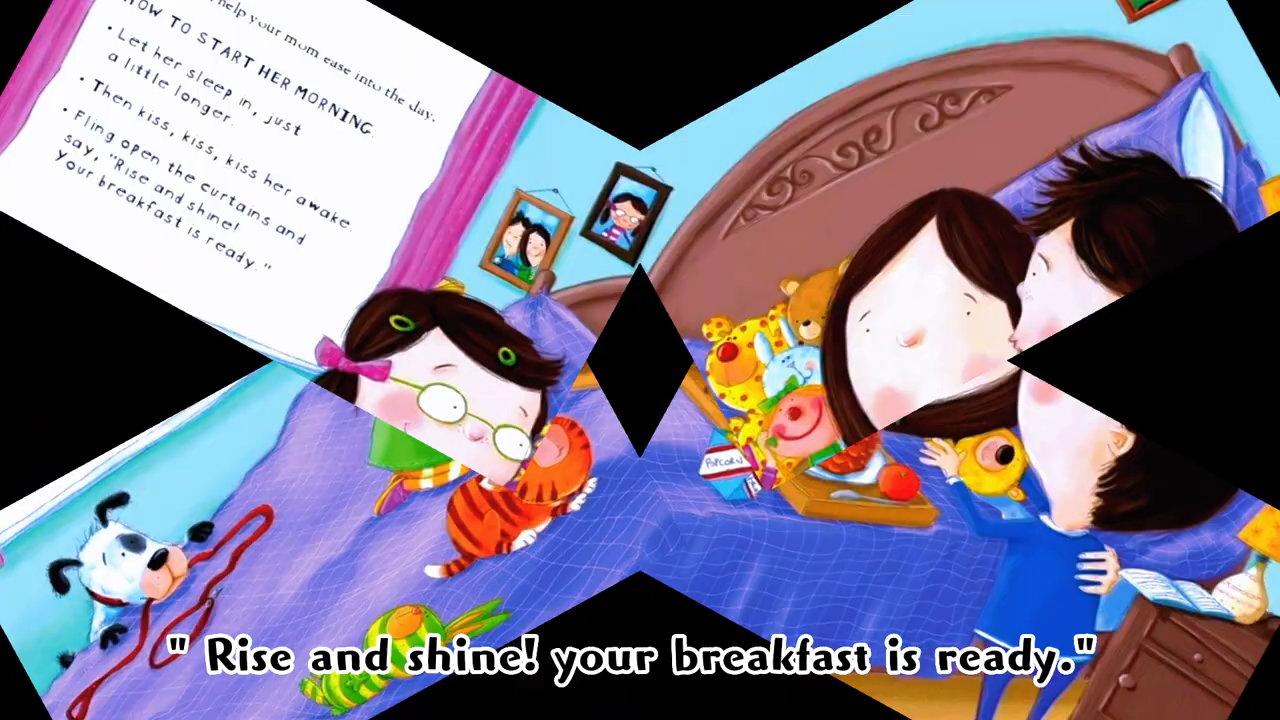 help your mom ease into the day.
HOW TO START HER MORNING.
• Let her sleep in, just
a little longer.
• Then kiss, kiss, kiss her awake.
• Fling open the curtains and
say, "Rise and shine!
Your breakfast is ready."
POPCORN
" Rise and shine! your breakfast is ready."